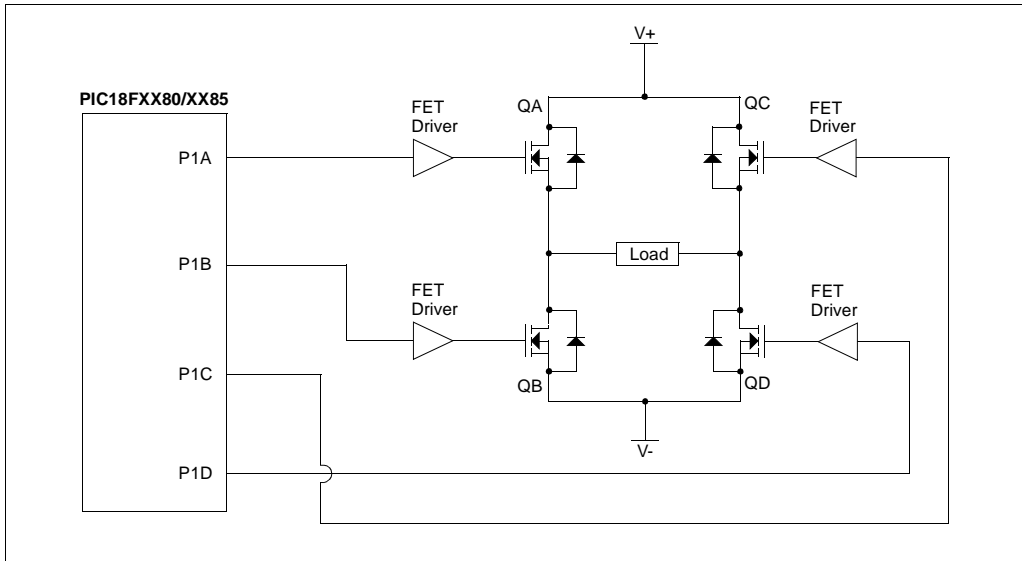 V+
PIC18FXX80/XX85
FET
Driver
QA
QC
FET
Driver
P1A
P1B
Load
FET
Driver
FET
Driver
P1C
QB
QD
V-
P1D